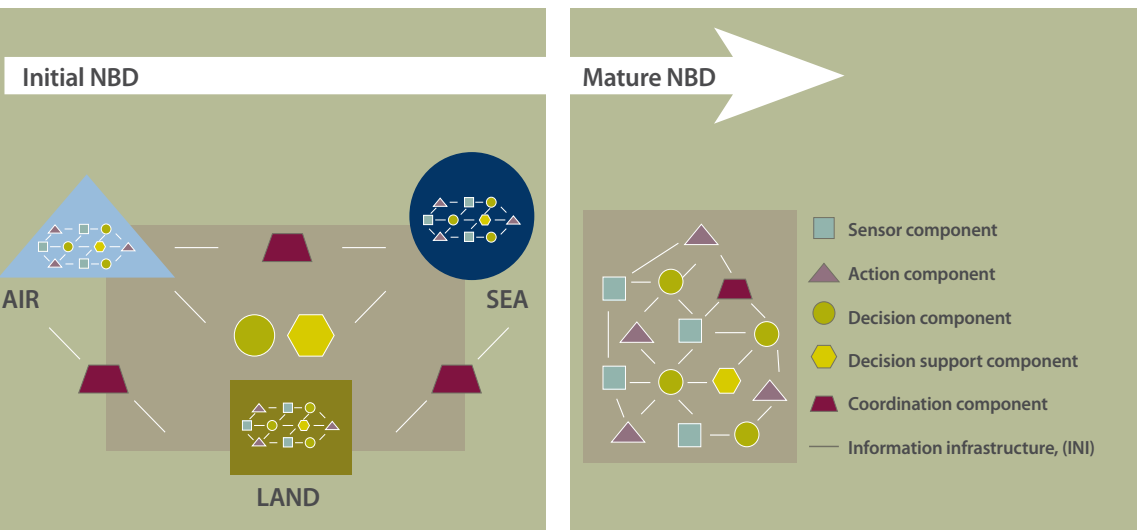 Initial NBD
Mature NBD
AIR
SEA
LAND
Sensor component
Action component
Decision component
Decision support component
Coordination component
Information infrastructure, (INI)